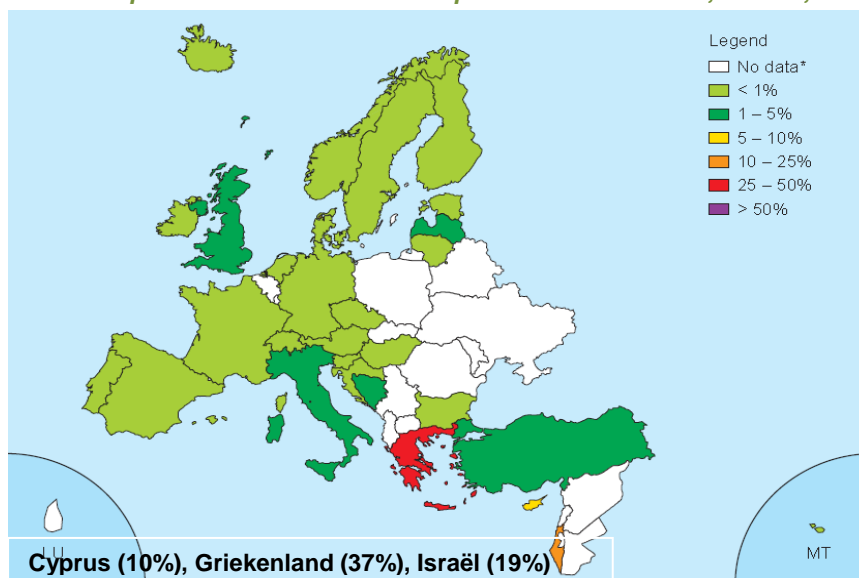 Legend
No data*
< 1%
1 – 5%
5 – 10%
10 – 25%
25 – 50%
> 50%
LU
MT
Cyprus (10%), Griekenland (37%), Israël (19%)